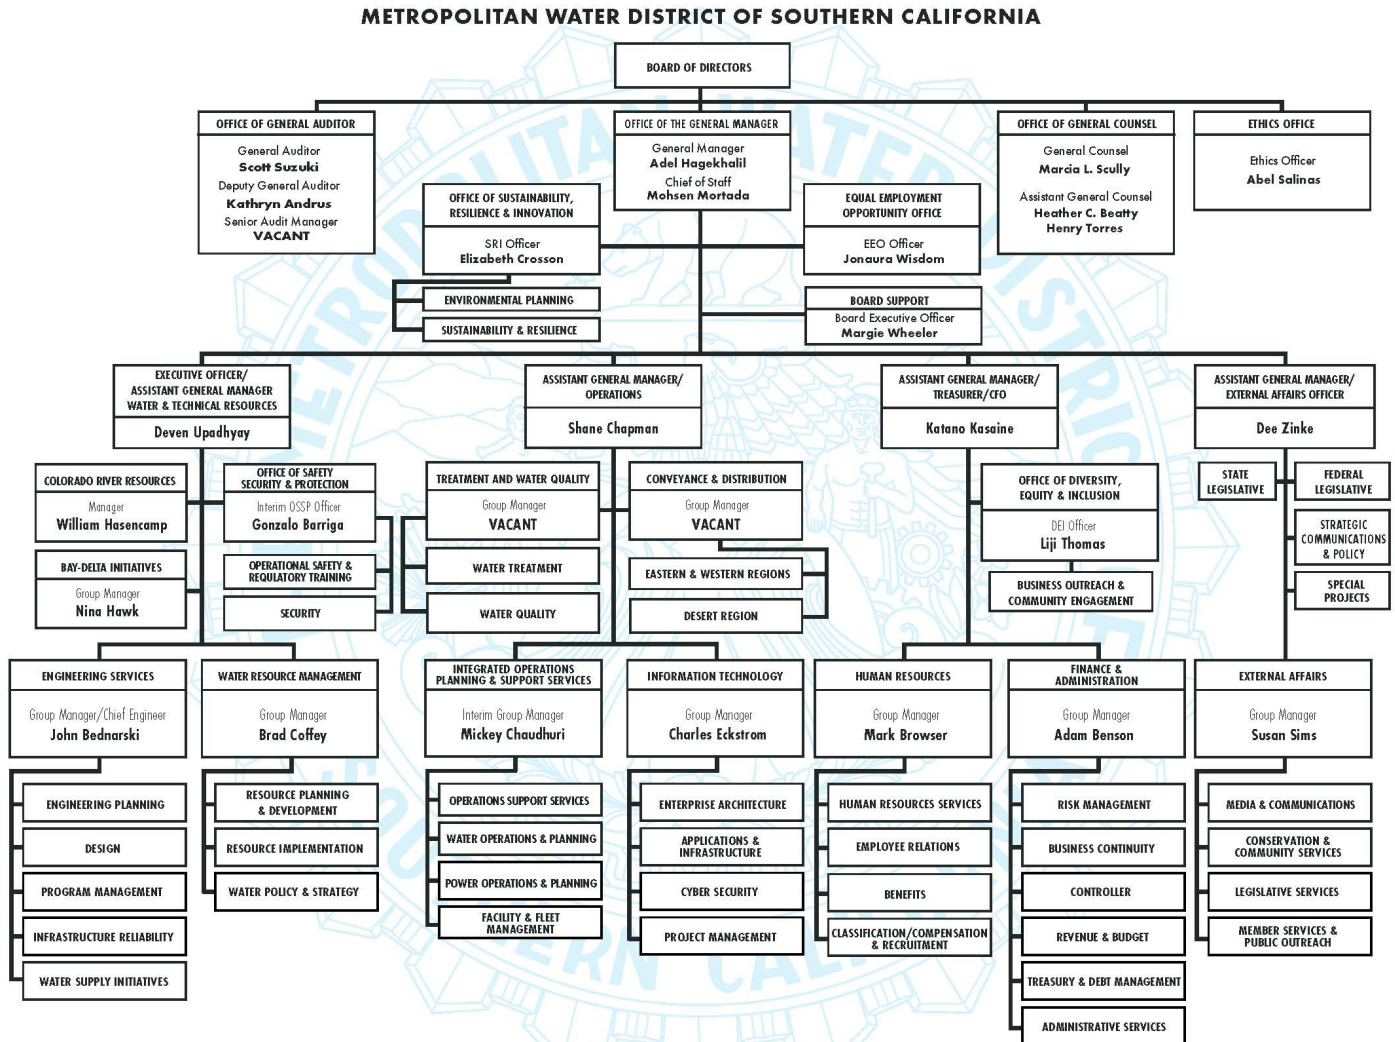 METROPOLITAN WATER DISTRICT OF SOUTHERN CALIFORNIA
BOARD OF DIRECTORS
OFFICE OF GENERAL AUDITOR
General Auditor
Scott Suzuki
Deputy General Auditor
Kathryn Andrus
Senior Audit Manager
VACANT
OFFICE OF THE GENERAL MANAGER
General Manager
Adel Hagekhalil
Chief of Staff
Mohsen Mortada
OFFICE OF GENERAL COUNSEL
General Counsel
Marcia L. Scully
Assistant General Counsel
Heather C. Beatty
Henry Torres
ETHICS OFFICE
Ethics Officer
Abel Salinas
OFFICE OF SUSTAINABILITY,
RESILIENCE & INNOVATION
SRI Officer
Elizabeth Crosson
ENVIRONMENTAL PLANNING
SUSTAINABILITY & RESILIENCE
EQUAL EMPLOYMENT
OPPORTUNITY OFFICE
EEO Officer
Jonaura Wisdom
BOARD SUPPORT
Board Executive Officer
Margie Wheeler
EXECUTIVE OFFICER/
ASSISTANT GENERAL MANAGER
WATER & TECHNICAL RESOURCES
Deven Upadhyay
ASSISTANT GENERAL MANAGER/
OPERATIONS
Shane Chapman
ASSISTANT GENERAL MANAGER/
TREASURER/CFO
Katano Kasaine
ASSISTANT GENERAL MANAGER/
EXTERNAL AFFAIRS OFFICER
Dee Zinke
COLORADO RIVER RESOURCES
Manager
William Hasencamp
BAY-DELTA INITIATIVES
Group Manager
Nina Hawk
OFFICE OF SAFETY
SECURITY & PROTECTION
Interim OSSP Officer
Gonzalo Barriga
OPERATIONAL SAFETY &
REQULATORY TRAINING
SECURITY
TREATMENT AND WATER QUALITY
Group Manager
VACANT
WATER TREATMENT
WATER QUALITY
CONVEYANCE & DISTRIBUTION
Group Manager
VACANT
EASTERN & WESTERN REGIONS
DESERT REGION
OFFICE OF DIVERSITY,
EQUITY & INCLUSION
DEI Officer
Liji Thomas
BUSINESS OUTREACH &
COMMUNITY ENGAGEMENT
STATE
LEGISLATIVE
FEDERAL
LEGISLATIVE
STRATEGIC
COMMUNICATIONS
& POLICY
SPECIAL
PROJECTS
ENGINEERING SERVICES
Group Manager/Chief Engineer
John Bednarski
ENGINEERING PLANNING
DESIGN
PROGRAM MANAGEMENT
INFRASTRUCTURE RELIABILITY
WATER SUPPLY INITIATIVES
WATER RESOURCE MANAGEMENT
Group Manager
Brad Coffey
RESOURCE PLANNING
& DEVELOPMENT
RESOURCE IMPLEMENTATION
WATER POLICY & STRATEGY
INTEGRATED OPERATIONS
PLANNING & SUPPORT SERVICES
Interim Group Manager
Mickey Chaudhuri
OPERATIONS SUPPORT SERVICES
WATER OPERATIONS & PLANNING
POWER OPERATIONS & PLANNING
FACILITY & FLEET
MANAGEMENT
INFORMATION TECHNOLOGY
Group Manager
Charles Eckstrom
ENTERPRISE ARCHITECTURE
APPLICATIONS &
INFRASTRUCTURE
CYBER SECURITY
PROJECT MANAGEMENT
HUMAN RESOURCES
Group Manager
Mark Browser
HUMAN RESOURCES SERVICES
EMPLOYEE RELATIONS
BENEFITS
CLASSIFICATION/COMPENSATION
& RECRUITMENT
FINANCE &
ADMINISTRATION
Group Manager
Adam Benson
RISK MANAGEMENT
BUSINESS CONTINUITY
CONTROLLER
REVENUE & BUDGET
TREASURY & DEBT MANAGEMENT
ADMINISTRATIVE SERVICES
EXTERNAL AFFAIRS
Group Manager
Susan Sims
MEDIA & COMMUNICATIONS
CONSERVATION &
COMMUNITY SERVICES
LEGISLATIVE SERVICES
MEMBER SERVICES &
PUBLIC OUTREACH